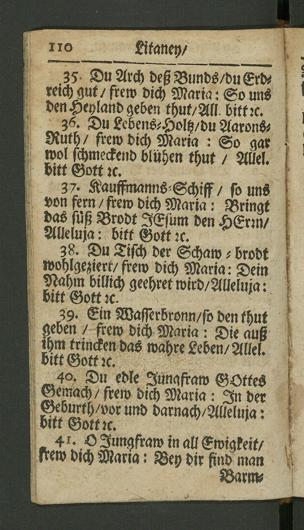 110 Litaney/
35. Du Arch deß Bunds/du Erd-
reich gut / frew dich Maria: So uns
den Heyland geben thut/All. bitt ꝛc.
36. Du Lebens-Holtz/du Aarons-
Ruth / frew dich Maria : So gar
wol schmeckend blühen thut / Allel.
bitt Gott ꝛc.
37. Kauffmanns-Schiff / so uns
von fern / frew dich Maria: Bringt
das süß Brodt JEsum den HErrn/
Alleluja: bitt Gott ꝛc.
38. Du Tisch der Schaw-brodt
wohlgeziert/frew dich Maria: Dein
Nahm billich geehret wird/Alleluja:
bitt Gott ꝛc.
39. Ein Wasserbronn/so den thut
geben / frew dich Maria : Die auß
ihm trincken das wahre Leben/Allel.
bitt Gott ꝛc.
40. Du edle Jungfraw GOttes
Gemach / frew dich Maria: In der
Geburth/vor und darnach/Alleluja:
bitt Gott ꝛc.
41. O Jungfraw in all Ewigkeit/
frew dich Maria: Bey dir find man
Barm-